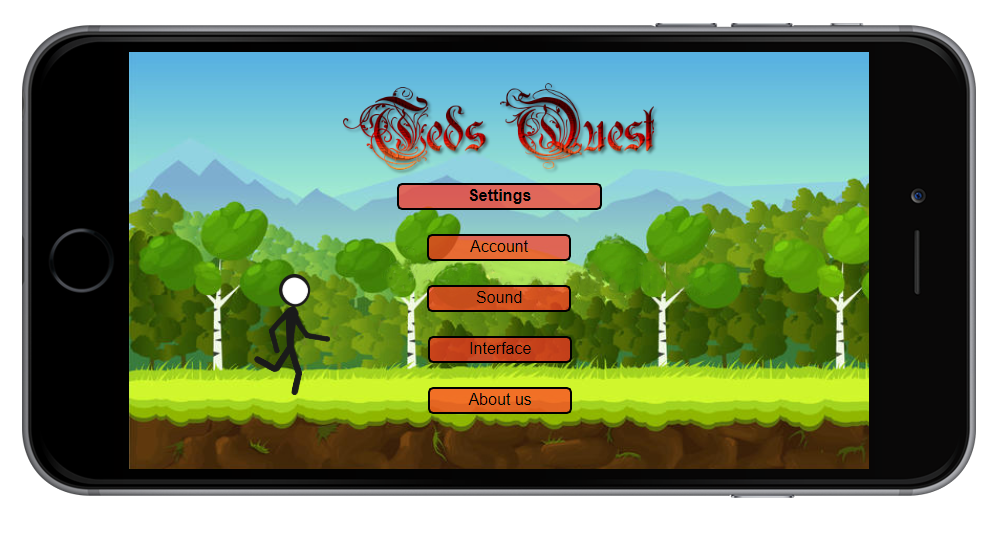 Teds Quest
Settings
Account
Sound
Interface
About us